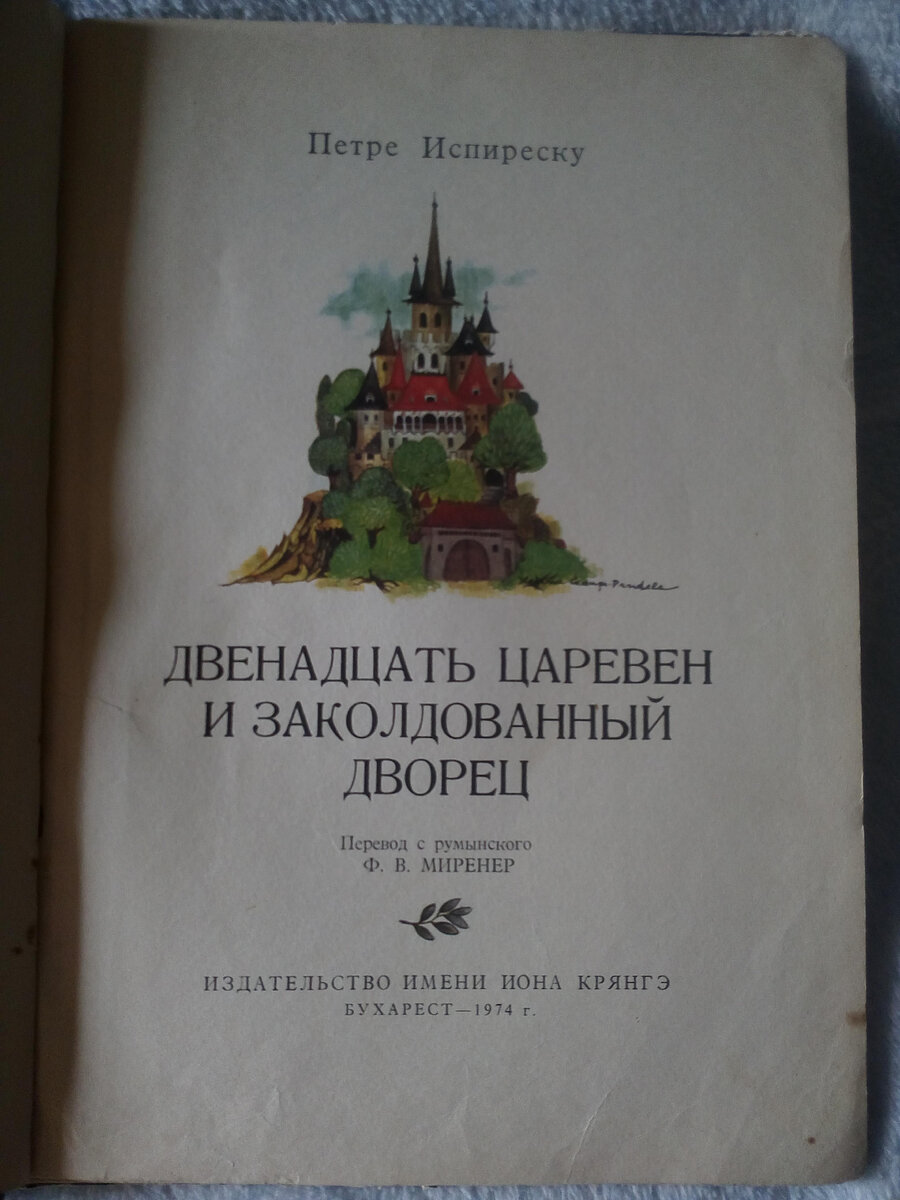 Петре Испиреску
ДВЕНАДЦАТЬ ЦАРЕВЕН
И ЗАКОЛДОВАННЫЙ
ДВОРЕЦ
Перевод с румынского
Ф. В. МИРЕНЕР
ИЗДАТЕЛЬСТВО ИМЕНИ ИОНА КРЯНГЭ
БУХАРЕСТ—1974 г.